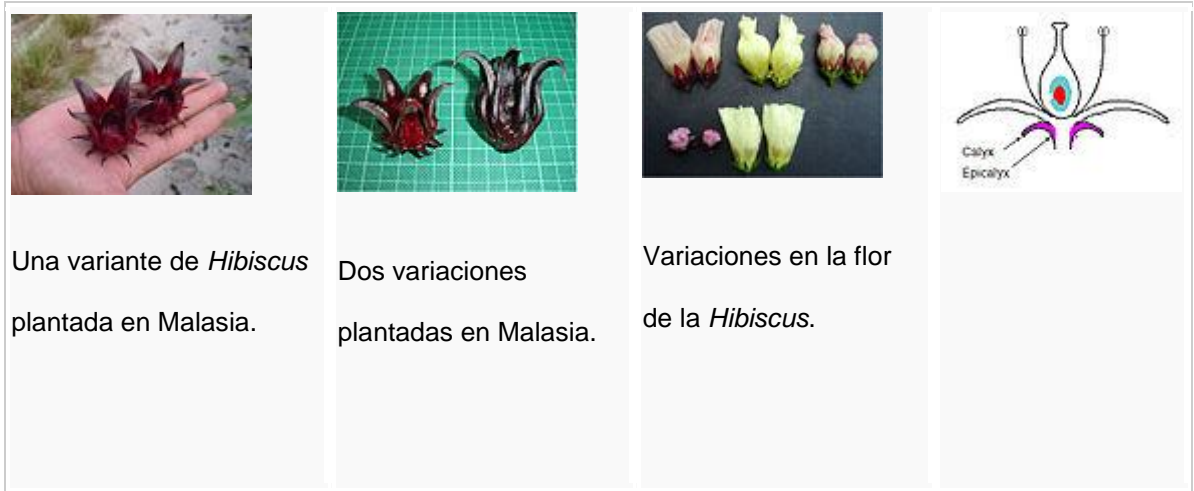 Calyx
Epicalyx
Una variante de Hibiscus
plantada en Malasia.
Dos variaciones
plantadas en Malasia.
Variaciones en la flor
de la Hibiscus.